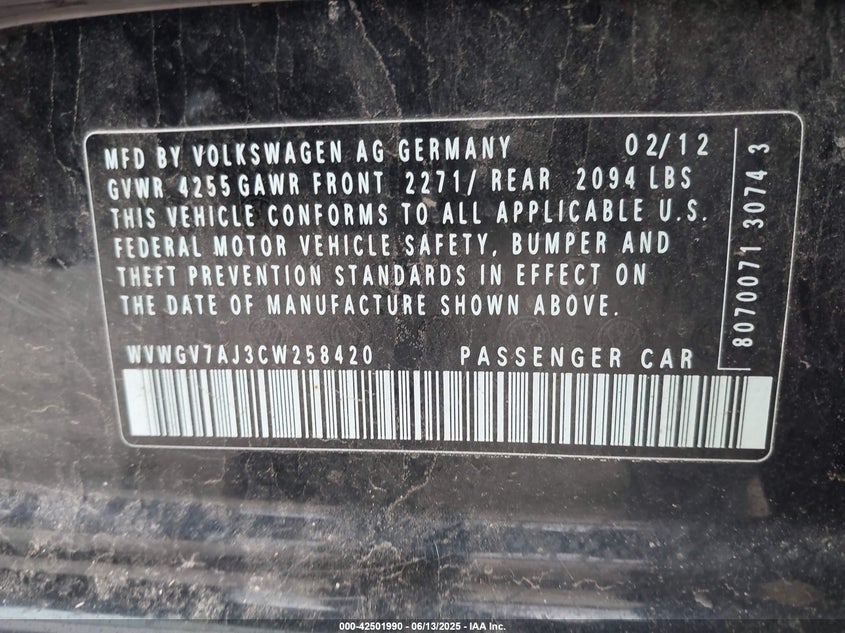 MFD BY VOLKSWAGEN AG GERMANY 02/12
GVWR 4255 GAWR FRONT 2271/ REAR 2094 LBS
THIS VEHICLE CONFORMS TO ALL APPLICABLE U.S.
FEDERAL MOTOR VEHICLE SAFETY, BUMPER AND
THEFT PREVENTION STANDARDS IN EFFECT ON
THE DATE OF MANUFACTURE SHOWN ABOVE.
WVWGV7AJ3CW258420 PASSENGER CAR
8070071 3074 3
000-42501990 - 06/13/2025 - IAA Inc.